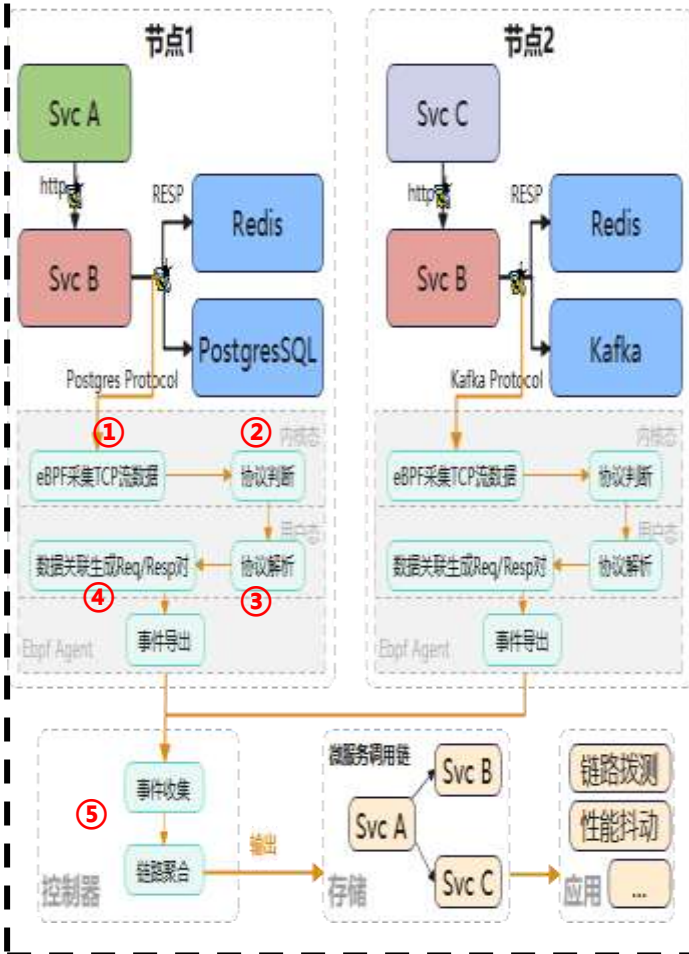 节点1
节点2
Svc A
Svc C
http
RESP
http
RESP
Redis
Redis
Svc B
Svc B
PostgresSQL
Kafka
Postgres Protocol
Kafka Protocol
①
②
内核态
内核态
eBPF采集TCP流数据
协议判断
eBPF采集TCP流数据
协议判断
用户态
用户态
数据关联生成Req/Resp对
协议解析
数据关联生成Req/Resp对
协议解析
④
③
Ebpf Agent
事件导出
Ebpf Agent
事件导出
微服务调用链
事件收集
Svc B
链路拨测
⑤
Svc A
性能抖动
输出
控制器
链路聚合
存储
Svc C
应用
...